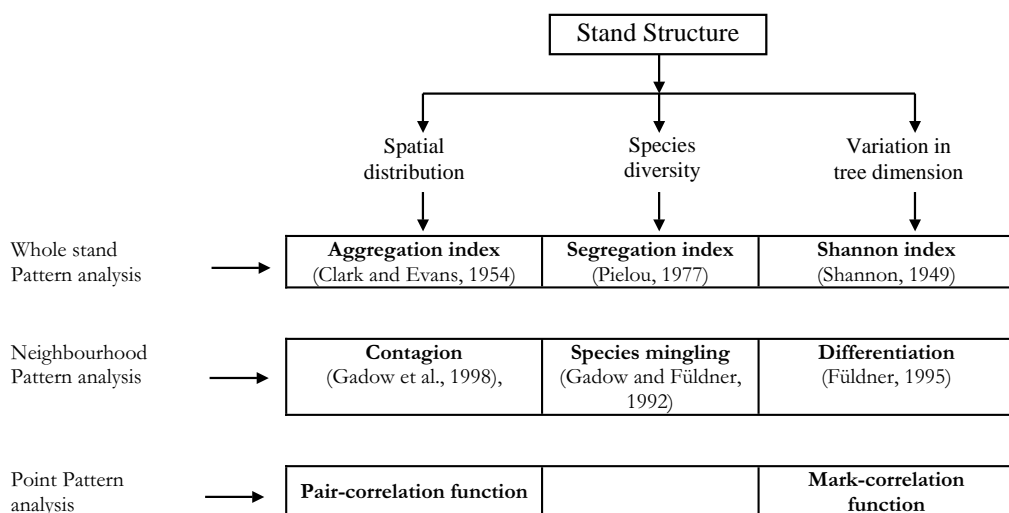 Stand Structure
Spatial
distribution
Species
diversity
Variation in
tree dimension
Whole stand
Pattern analysis
Aggregation index
(Clark and Evans, 1954)
Segregation index
(Pielou, 1977)
Shannon index
(Shannon, 1949)
Neighbourhood
Pattern analysis
Contagion
(Gadow et al., 1998),
Species mingling
(Gadow and Füldner,
1992)
Differentiation
(Füldner, 1995)
Point Pattern
analysis
Pair-correlation function
Mark-correlation
function